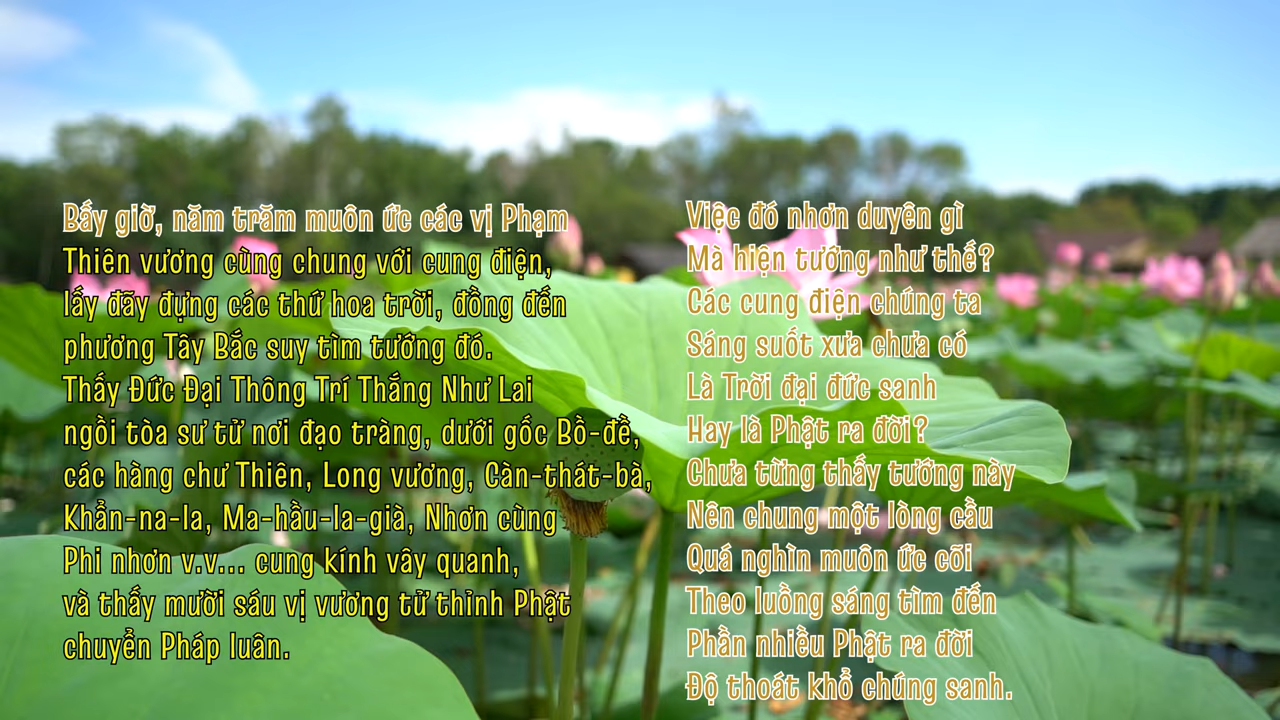 Bấy giờ, năm trăm muôn ức các vị Phạm
Thiên vương cùng chung với cung điện,
lấy đãy đựng các thứ hoa trời, đồng đến
phương Tây Bắc suy tìm tướng đó.
Thấy Đức Đại Thông Trí Thắng Như Lai
ngồi tòa sư tử nơi đạo tràng, dưới gốc Bồ-đề,
các hàng chư Thiên, Long vương, Càn-thát-bà,
Khẩn-na-la, Ma-hầu-la-già, Nhơn cùng
Phi nhơn v.v... cung kính vây quanh,
và thấy mười sáu vị vương tử thỉnh Phật
chuyển Pháp luân.
Việc đó nhơn duyên gì
Mà hiện tướng như thế?
Các cung điện chúng ta
Sáng suốt xưa chưa có
Là Trời đại đức sanh
Hay là Phật ra đời?
Chưa từng thấy tướng này
Nên chung một lòng cầu
Quá nghìn muôn ức cõi
Theo luồng sáng tìm đến
Phần nhiều Phật ra đời
Độ thoát khổ chúng sanh.